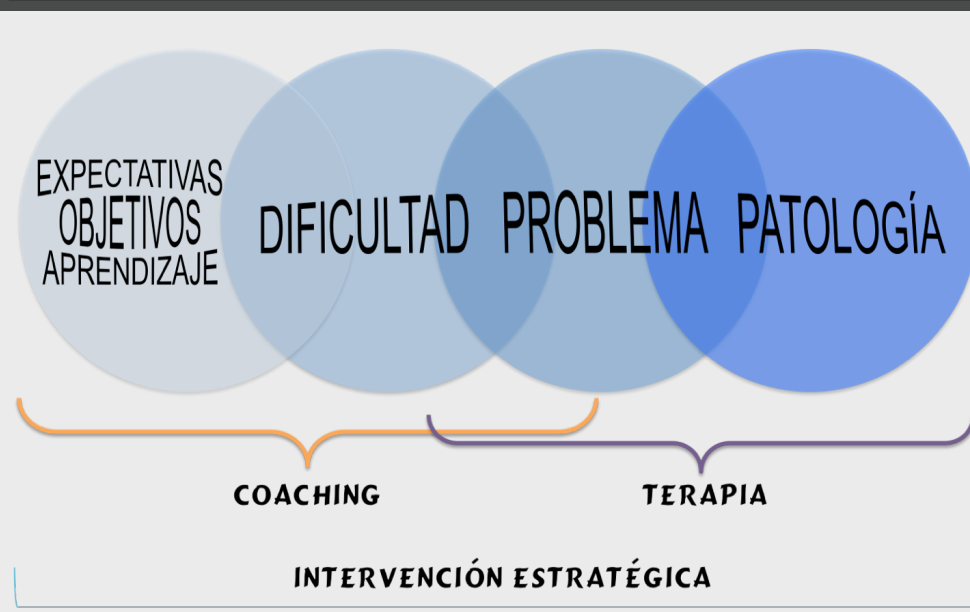 EXPECTATIVAS
OBJETIVOS
APRENDIZAJE
DIFICULTAD
PROBLEMA
PATOLOGÍA
COACHING
TERAPIA
INTERVENCIÓN ESTRATÉGICA